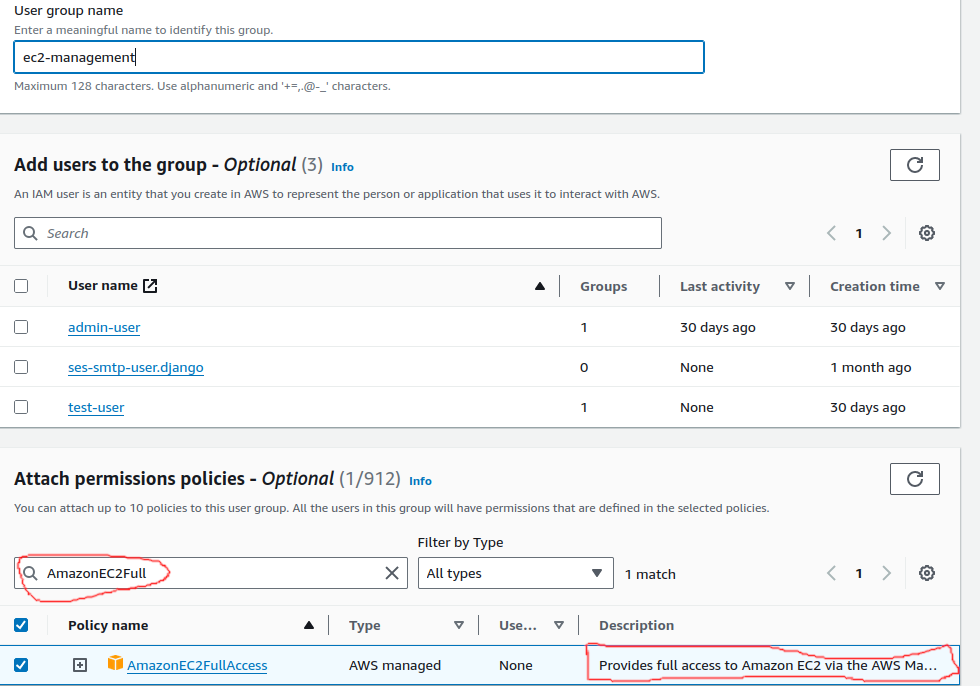 User group name
Enter a meaningful name to identify this group.
ec2-management
Maximum 128 characters. Use alphanumeric and '+=,.@-_' characters.
Add users to the group - Optional (3) Info
An IAM user is an entity that you create in AWS to represent the person or application that uses it to interact with AWS.
Search 1
User name Groups Last activity Creation time
admin-user 1 30 days ago 30 days ago
ses-smtp-user.django 0 None 1 month ago
test-user 1 None 30 days ago
Attach permissions policies - Optional (1/912) Info
You can attach up to 10 policies to this user group. All the users in this group will have permissions that are defined in the selected policies.
Filter by Type
AmazonEC2Full All types 1 match 1
Policy name Type Use... Description
AmazonEC2FullAccess AWS managed None Provides full access to Amazon EC2 via the AWS Ma...